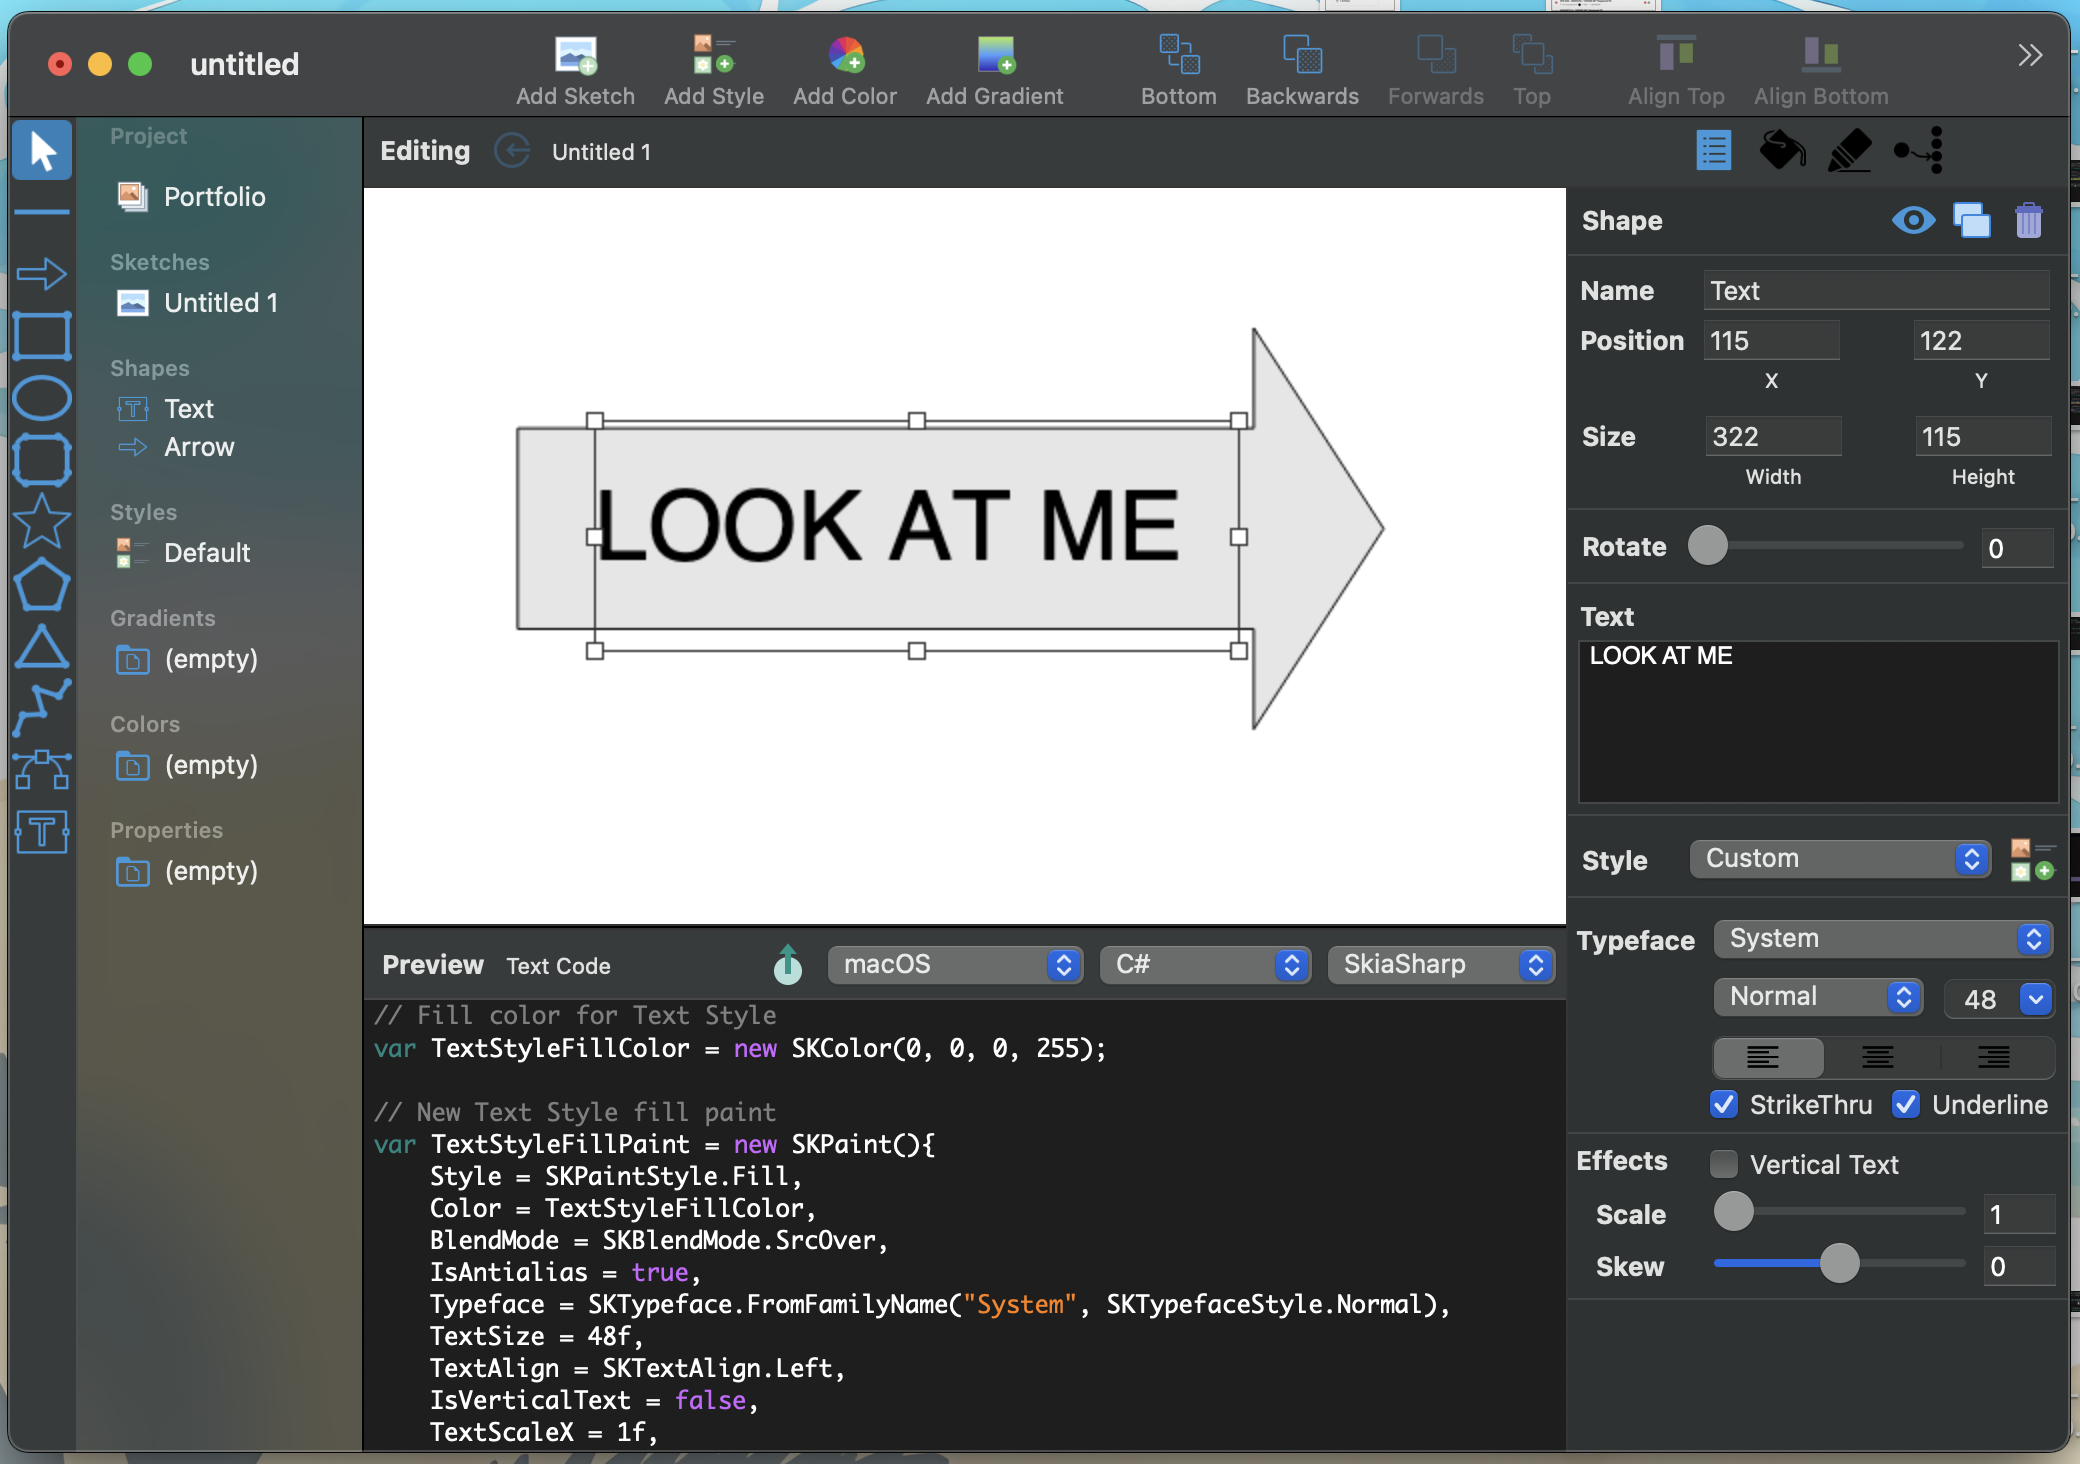 untitled
Add Sketch
Add Style
Add Color
Add Gradient
Bottom
Backwards
Forwards
Top
Align Top
Align Bottom
Project
Portfolio
Sketches
Untitled 1
Shapes
Text
Arrow
Styles
Default
Gradients
(empty)
Colors
(empty)
Properties
(empty)
Editing
Untitled 1
LOOK AT ME
Preview Text Code
macOS
C#
SkiaSharp
// Fill color for Text Style
var TextStyleFillColor = new SKColor(0, 0, 0, 255);
// New Text Style fill paint
var TextStyleFillPaint = new SKPaint(){
Style = SKPaintStyle.Fill,
Color = TextStyleFillColor,
BlendMode = SKBlendMode.SrcOver,
IsAntialias = true,
Typeface = SKTypeface.FromFamilyName("System", SKTypefaceStyle.Normal),
TextSize = 48f,
TextAlign = SKTextAlign.Left,
IsVerticalText = false,
TextScaleX = 1f,
Shape
Name Text
Position 115 122
X Y
Size 322 115
Width Height
Rotate 0
Text
LOOK AT ME
Style Custom
Typeface System
Normal 48
StrikeThru Underline
Effects Vertical Text
Scale 1
Skew 0